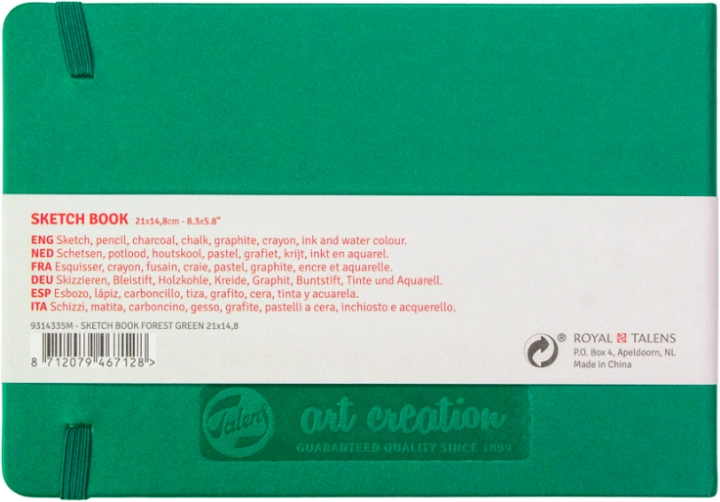 SKETCH BOOK 21x14,8cm - 8.3x5.8"
ENG Sketch, pencil, charcoal, chalk, graphite, crayon, ink and water colour.
NED Schetsen, potlood, houtskool, pastel, grafiet, krijt, inkt en aquarel.
FRA Esquisser, crayon, fusain, craie, pastel, graphite, encre et aquarelle.
DEU Skizzieren, Bleistift, Holzkohle, Kreide, Graphit, Buntstift, Tinte und Aquarell.
ESP Esbozo, lápiz, carboncillo, tiza, grafito, cera, tinta y acuarela.
ITA Schizzi, matita, carboncino, gesso, grafite, pastelli a cera, inchiosto e acquerello.
9314335M - SKETCH BOOK FOREST GREEN 21x14,8
8 712079 467128 >
® ROYAL TALENS
P.O. Box 4, Apeldoorn, NL
Made in China
Talens art creation
GUARANTEED QUALITY SINCE 1899